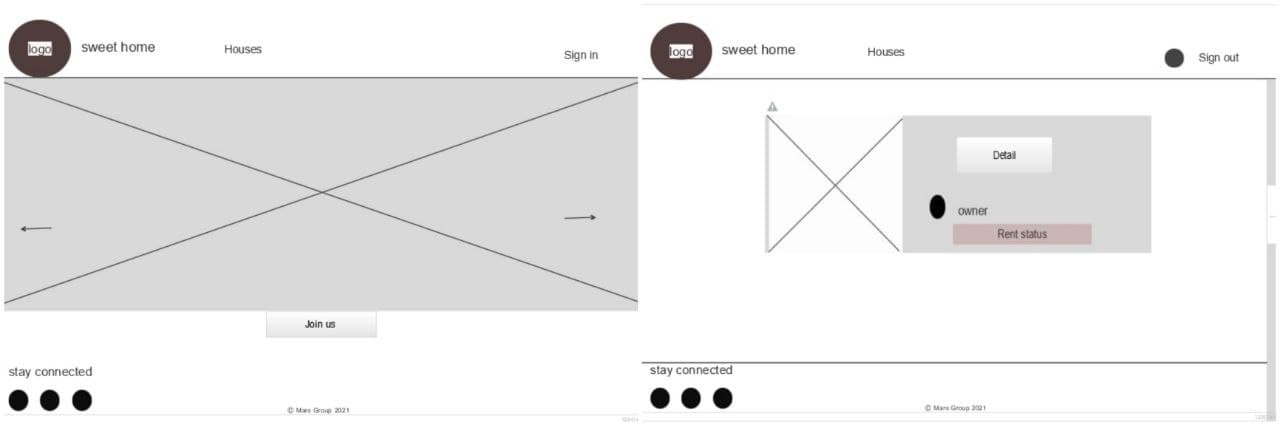 logo
sweet home
Houses
Sign in
Join us
stay connected
© Mars Group 2021
logo
sweet home
Houses
Sign out
Detail
owner
Rent status
stay connected
© Mars Group 2021